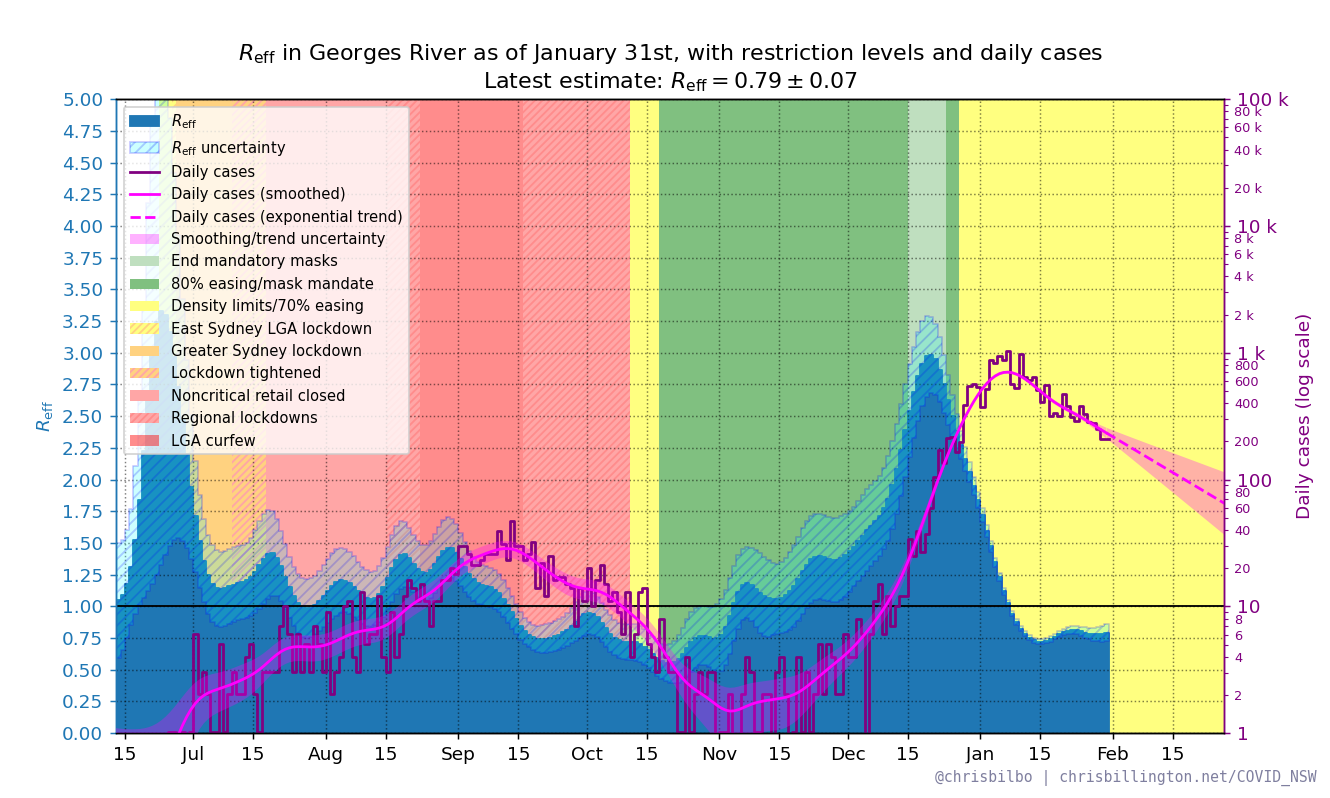 R_eff in Georges River as of January 31st, with restriction levels and daily cases
Latest estimate: R_eff = 0.79 ± 0.07
R_eff
R_eff uncertainty
Daily cases
Daily cases (smoothed)
Daily cases (exponential trend)
Smoothing/trend uncertainty
End mandatory masks
80% easing/mask mandate
Density limits/70% easing
East Sydney LGA lockdown
Greater Sydney lockdown
Lockdown tightened
Noncritical retail closed
Regional lockdowns
LGA curfew
R_eff
5.00
4.75
4.50
4.25
4.00
3.75
3.50
3.25
3.00
2.75
2.50
2.25
2.00
1.75
1.50
1.25
1.00
0.75
0.50
0.25
0.00
100 k
80 k
60 k
40 k
20 k
10 k
8 k
6 k
4 k
2 k
1 k
800
600
400
200
100
80
60
40
20
10
8
6
4
2
1
Daily cases (log scale)
15 Jul 15 Aug 15 Sep 15 Oct 15 Nov 15 Dec 15 Jan 15 Feb 15
@chrisbilbo | chrisbillington.net/COVID_NSW